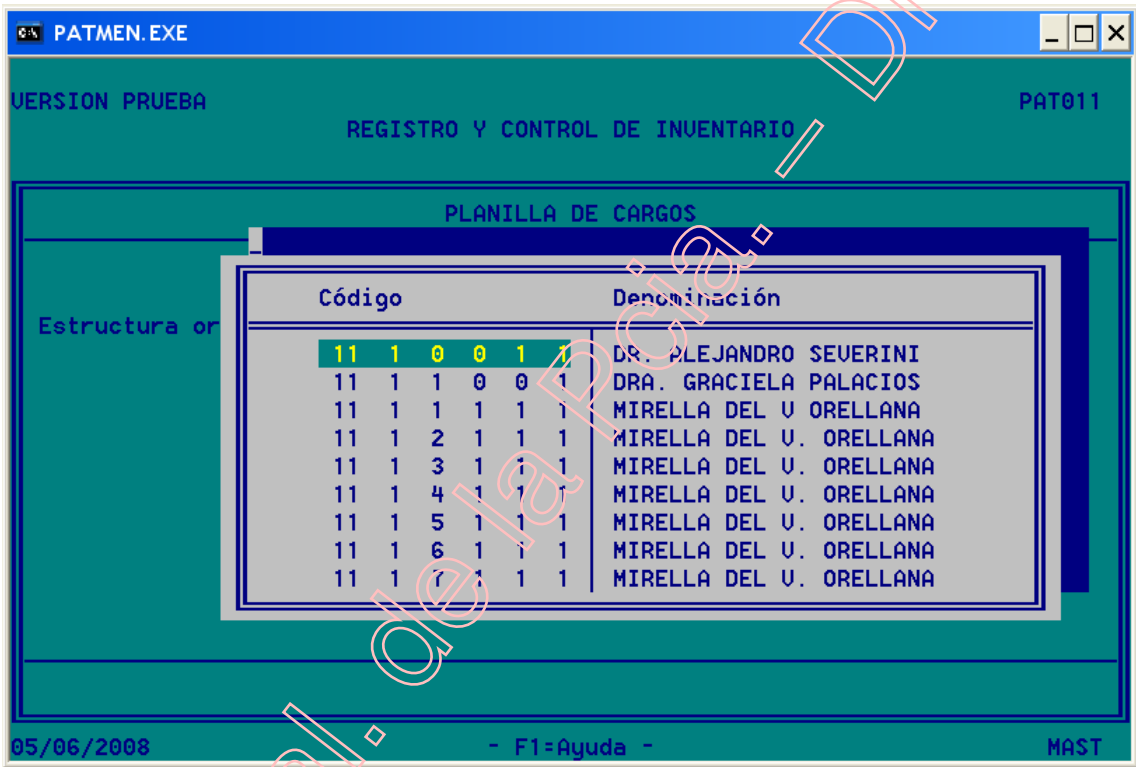 PATMEN.EXE
VERSION PRUEBA PAT011
REGISTRO Y CONTROL DE INVENTARIO
PLANILLA DE CARGOS
Código Denominación
Estructura or
11 1 0 0 1 1 DR. ALEJANDRO SEVERINI
11 1 1 0 0 1 DRA. GRACIELA PALACIOS
11 1 1 1 1 1 MIRELLA DEL V ORELLANA
11 1 2 1 1 1 MIRELLA DEL V. ORELLANA
11 1 3 1 1 1 MIRELLA DEL V. ORELLANA
11 1 4 1 1 1 MIRELLA DEL V. ORELLANA
11 1 5 1 1 1 MIRELLA DEL V. ORELLANA
11 1 6 1 1 1 MIRELLA DEL V. ORELLANA
11 1 7 1 1 1 MIRELLA DEL V. ORELLANA
05/06/2008 - F1=Ayuda - MAST
al. de la Pcia. – Di